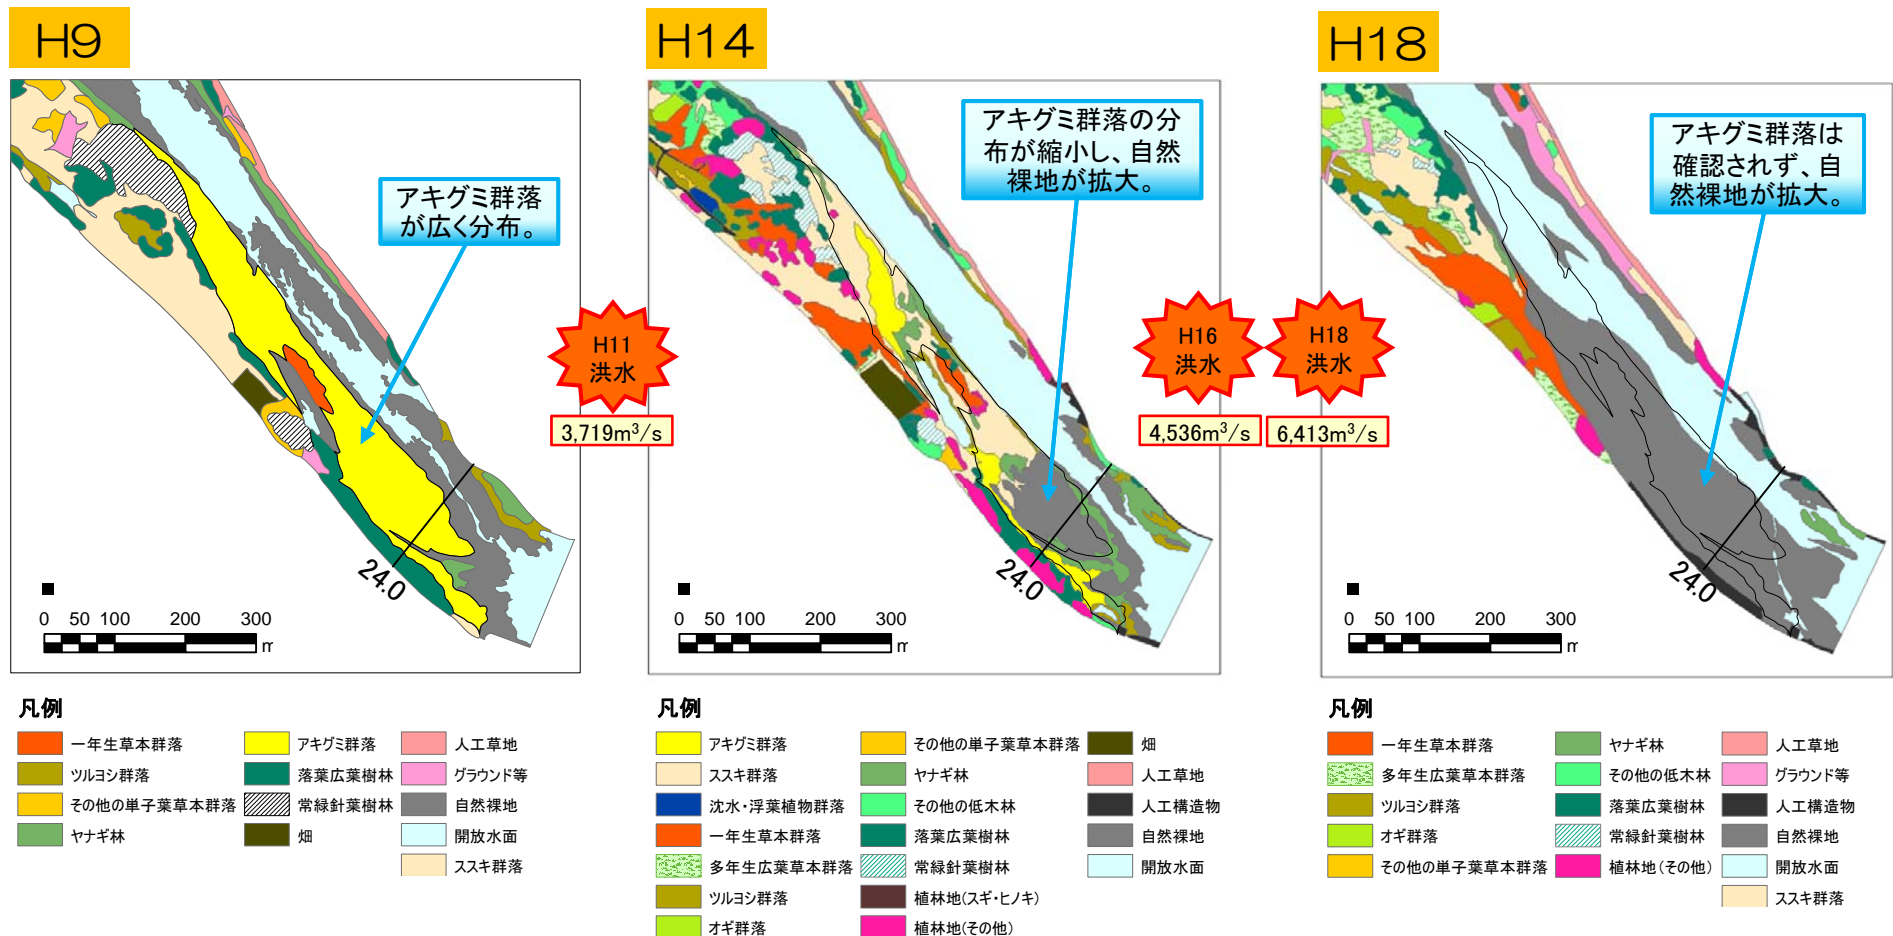 H9
アキグミ群落
が広く分布。
24.0
0 50 100 200 300
m
凡例
一年生草本群落
ツルヨシ群落
その他の単子葉草本群落
ヤナギ林
アキグミ群落
落葉広葉樹林
常緑針葉樹林
畑
人工草地
グラウンド等
自然裸地
開放水面
ススキ群落
H11
洪水
3,719m³/s
H14
アキグミ群落の分
布が縮小し、自然
裸地が拡大。
24.0
0 50 100 200 300
m
凡例
アキグミ群落
ススキ群落
沈水・浮葉植物群落
一年生草本群落
多年生広葉草本群落
ツルヨシ群落
オギ群落
その他の単子葉草本群落
ヤナギ林
その他の低木林
落葉広葉樹林
常緑針葉樹林
植林地(スギ・ヒノキ)
植林地(その他)
畑
人工草地
人工構造物
自然裸地
開放水面
H16
洪水
4,536m³/s
H18
洪水
6,413m³/s
H18
アキグミ群落は
確認されず、自
然裸地が拡大。
24.0
0 50 100 200 300
m
凡例
一年生草本群落
多年生広葉草本群落
ツルヨシ群落
オギ群落
その他の単子葉草本群落
ヤナギ林
その他の低木林
落葉広葉樹林
常緑針葉樹林
植林地(その他)
人工草地
グラウンド等
人工構造物
自然裸地
開放水面
ススキ群落